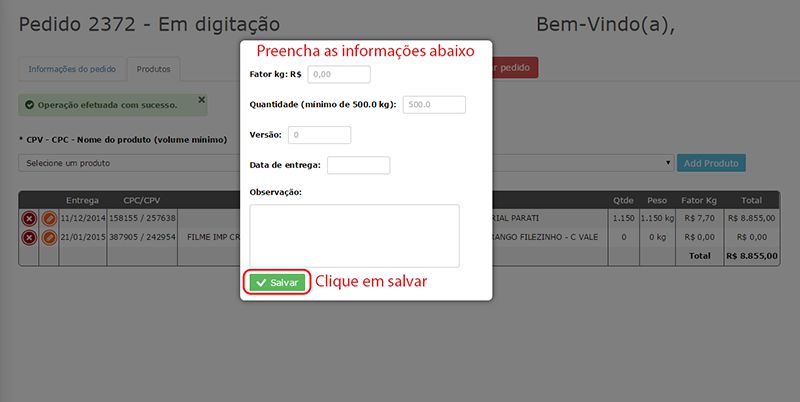 Pedido 2372 - Em digitação Bem-Vindo(a),
Preencha as informações abaixo
Informações do pedido Produtos pedido
Fator kg: R$ 0,00
Operação efetuada com sucesso. ×
Quantidade (mínimo de 500.0 kg): 500.0
* CPV - CPC - Nome do produto (volume mínimo)
Versão: 0
Selecione um produto Add Produto
Data de entrega:
Observação:
Entrega CPC/CPV Qtde Peso Fator Kg Total
11/12/2014 158155 / 257638 PARATI 1.150 1.150 kg R$ 7,70 R$ 8.855,00
21/01/2015 387905 / 242954 FILME IMP FILEZINHO - C VALE 0 0 kg R$ 0,00 R$ 0,00
Total R$ 8.855,00
Salvar Clique em salvar